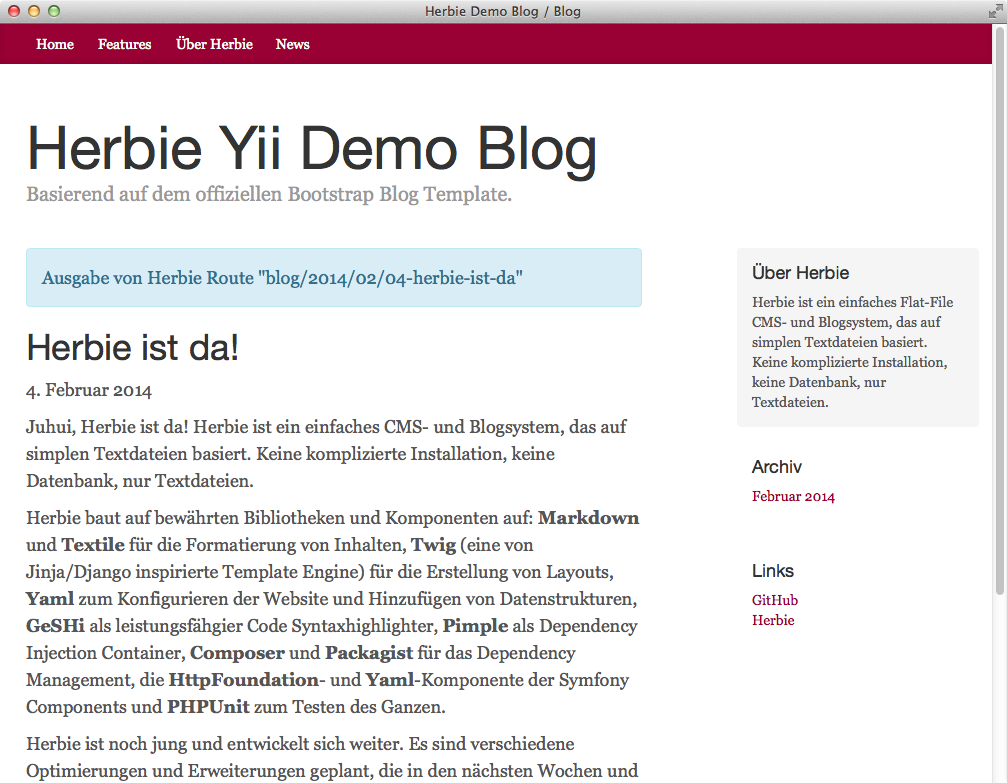 Herbie Demo Blog / Blog
Home Features Über Herbie News
Herbie Yii Demo Blog
Basierend auf dem offiziellen Bootstrap Blog Template.
Ausgabe von Herbie Route "blog/2014/02/04-herbie-ist-da"
Herbie ist da!
4. Februar 2014
Juhui, Herbie ist da! Herbie ist ein einfaches CMS- und Blogsystem, das auf
simplen Textdateien basiert. Keine komplizierte Installation, keine
Datenbank, nur Textdateien.
Herbie baut auf bewährten Bibliotheken und Komponenten auf: Markdown
und Textile für die Formatierung von Inhalten, Twig (eine von
Jinja/Django inspirierte Template Engine) für die Erstellung von Layouts,
Yaml zum Konfigurieren der Website und Hinzufügen von Datenstrukturen,
GeSHi als leistungsfähgier Code Syntaxhighlighter, Pimple als Dependency
Injection Container, Composer und Packagist für das Dependency
Management, die HttpFoundation- und Yaml-Komponente der Symfony
Components und PHPUnit zum Testen des Ganzen.
Herbie ist noch jung und entwickelt sich weiter. Es sind verschiedene
Optimierungen und Erweiterungen geplant, die in den nächsten Wochen und
Über Herbie
Herbie ist ein einfaches Flat-File
CMS- und Blogsystem, das auf
simplen Textdateien basiert.
Keine komplizierte Installation,
keine Datenbank, nur
Textdateien.
Archiv
Februar 2014
Links
GitHub
Herbie